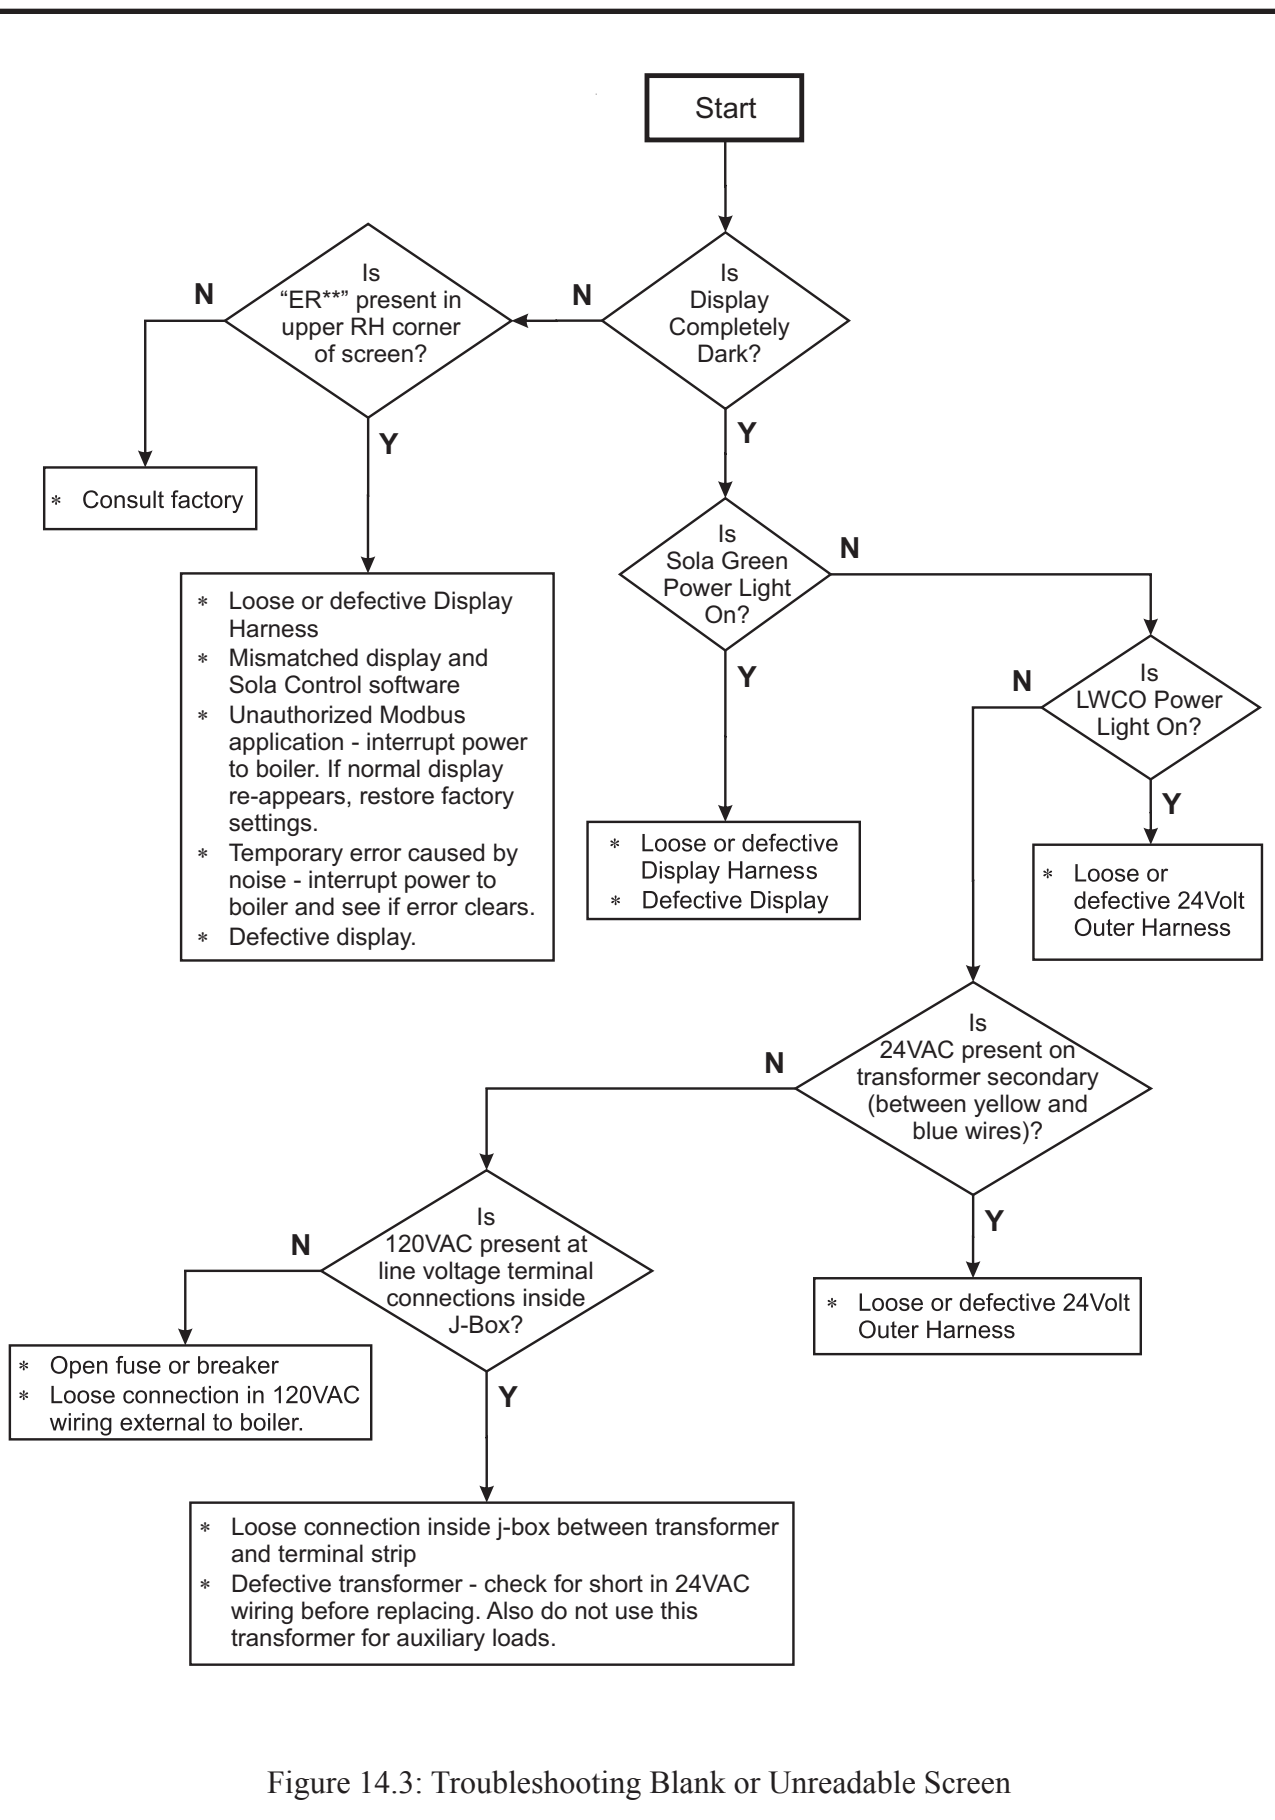 Start
Is
Display
Completely
Dark?
N
Y
Is
“ER**” present in
upper RH corner
of screen?
N
Y
* Consult factory
* Loose or defective Display
Harness
* Mismatched display and
Sola Control software
* Unauthorized Modbus
application - interrupt power
to boiler. If normal display
re-appears, restore factory
settings.
* Temporary error caused by
noise - interrupt power to
boiler and see if error clears.
* Defective display.
Is
Sola Green
Power Light
On?
N
Y
* Loose or defective
Display Harness
* Defective Display
Is
LWCO Power
Light On?
N
Y
* Loose or
defective 24Volt
Outer Harness
Is
24VAC present on
transformer secondary
(between yellow and
blue wires)?
N
Y
* Loose or defective 24Volt
Outer Harness
Is
120VAC present at
line voltage terminal
connections inside
J-Box?
N
Y
* Open fuse or breaker
* Loose connection in 120VAC
wiring external to boiler.
* Loose connection inside j-box between transformer
and terminal strip
* Defective transformer - check for short in 24VAC
wiring before replacing. Also do not use this
transformer for auxiliary loads.
Figure 14.3: Troubleshooting Blank or Unreadable Screen